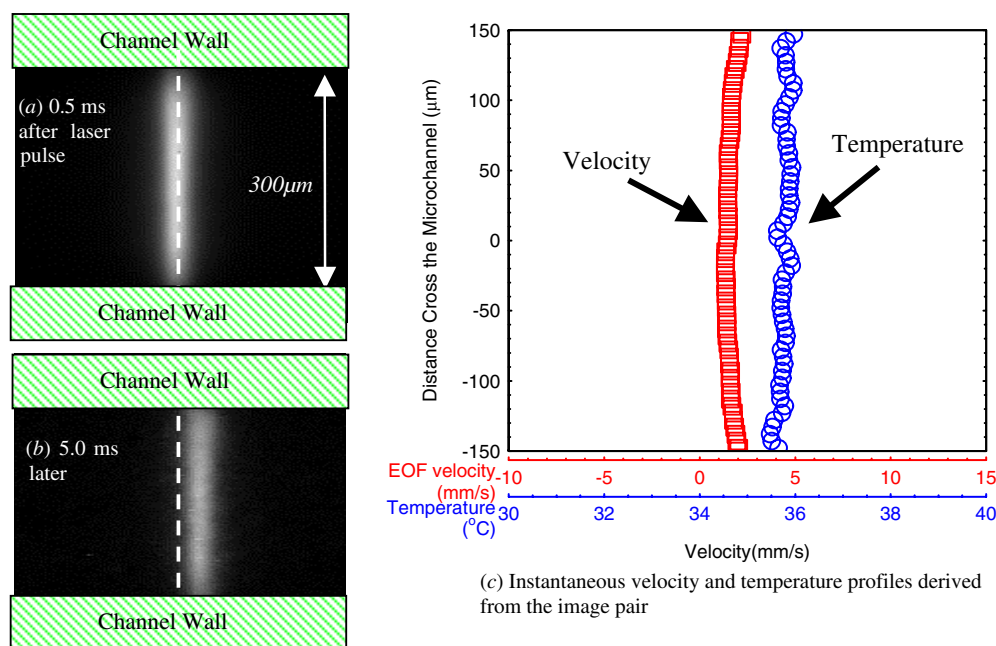 Channel Wall
(a) 0.5 ms
after laser
pulse
300μm
Channel Wall
Channel Wall
(b) 5.0 ms
later
Channel Wall
Distance Cross the Microchannel (μm)
150
100
50
0
-50
-100
-150
Velocity
Temperature
EOF velocity
(mm/s)
-10 -5 0 5 10 15
Temperature
(°C)
30 32 34 36 38 40
Velocity(mm/s)
(c) Instantaneous velocity and temperature profiles derived
from the image pair